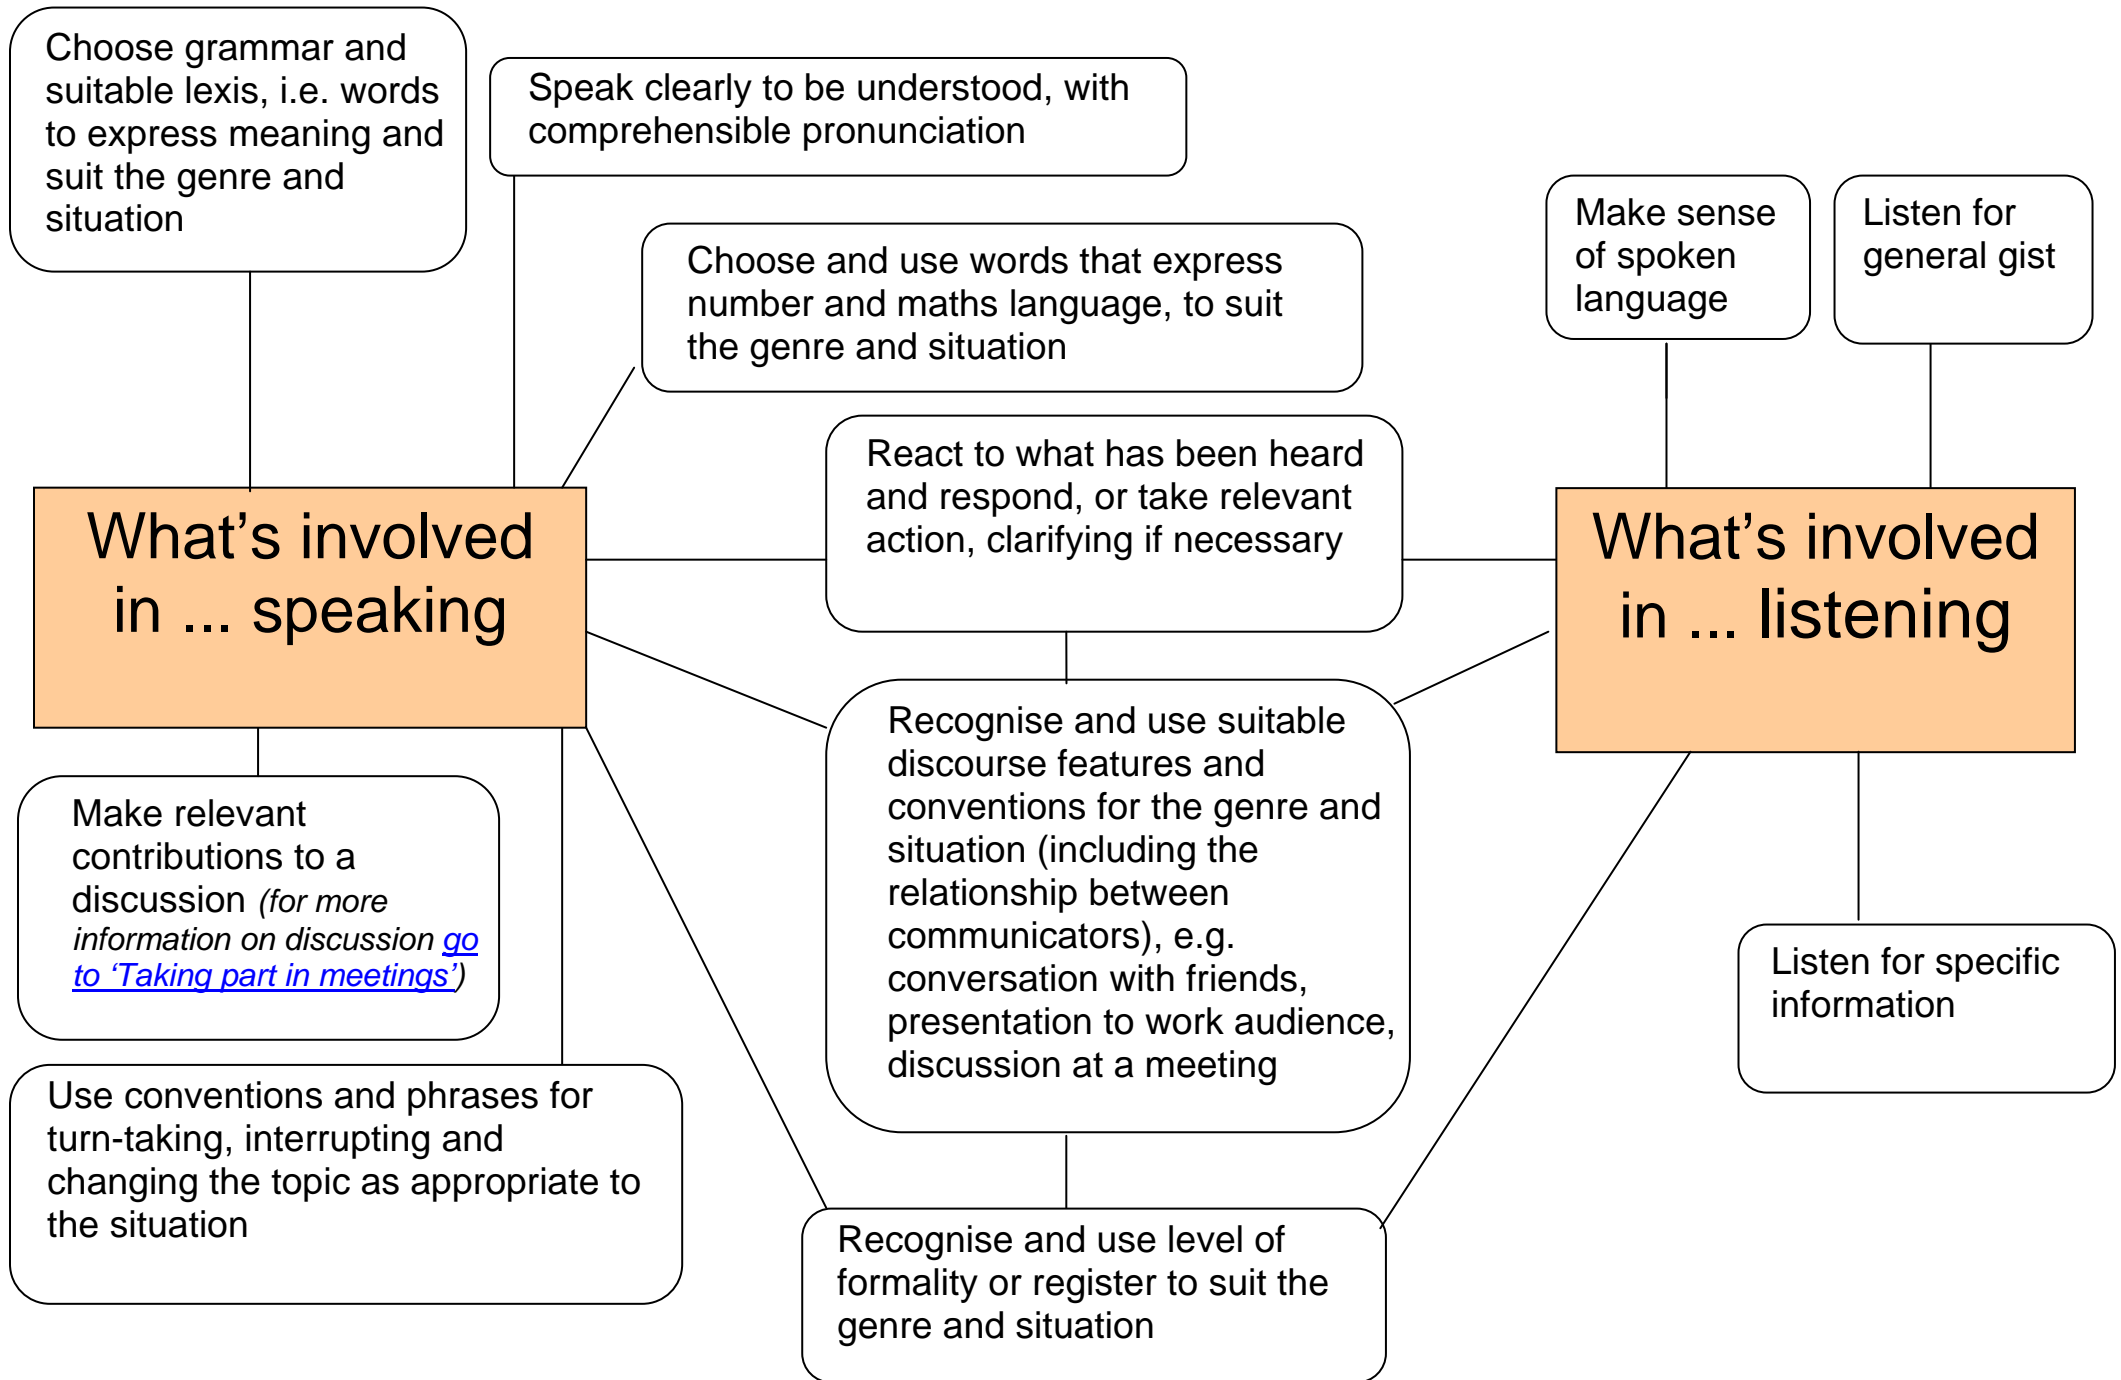 Choose grammar and
suitable lexis, i.e. words
to express meaning and
suit the genre and
situation
Speak clearly to be understood, with
comprehensible pronunciation
Choose and use words that express
number and maths language, to suit
the genre and situation
Make sense
of spoken
language
Listen for
general gist
React to what has been heard
and respond, or take relevant
action, clarifying if necessary
What’s involved
in ... speaking
What’s involved
in ... listening
Recognise and use suitable
discourse features and
conventions for the genre and
situation (including the
relationship between
communicators), e.g.
conversation with friends,
presentation to work audience,
discussion at a meeting
Make relevant
contributions to a
discussion (for more
information on discussion go
to ‘Taking part in meetings’)
Listen for specific
information
Use conventions and phrases for
turn-taking, interrupting and
changing the topic as appropriate to
the situation
Recognise and use level of
formality or register to suit the
genre and situation